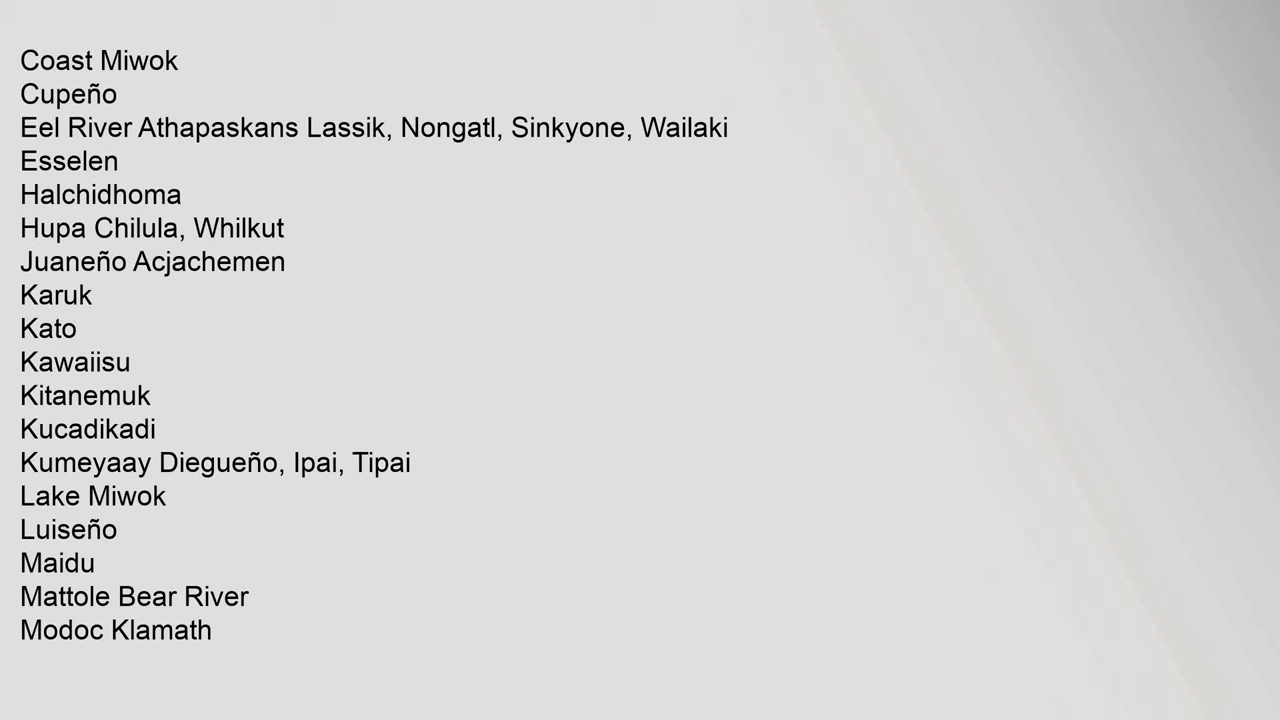 Coast Miwok
Cupeño
Eel River Athapaskans Lassik, Nongatl, Sinkyone, Wailaki
Esselen
Halchidhoma
Hupa Chilula, Whilkut
Juaneño Acjachemen
Karuk
Kato
Kawaiisu
Kitanemuk
Kucadikadi
Kumeyaay Diegueño, Ipai, Tipai
Lake Miwok
Luiseño
Maidu
Mattole Bear River
Modoc Klamath